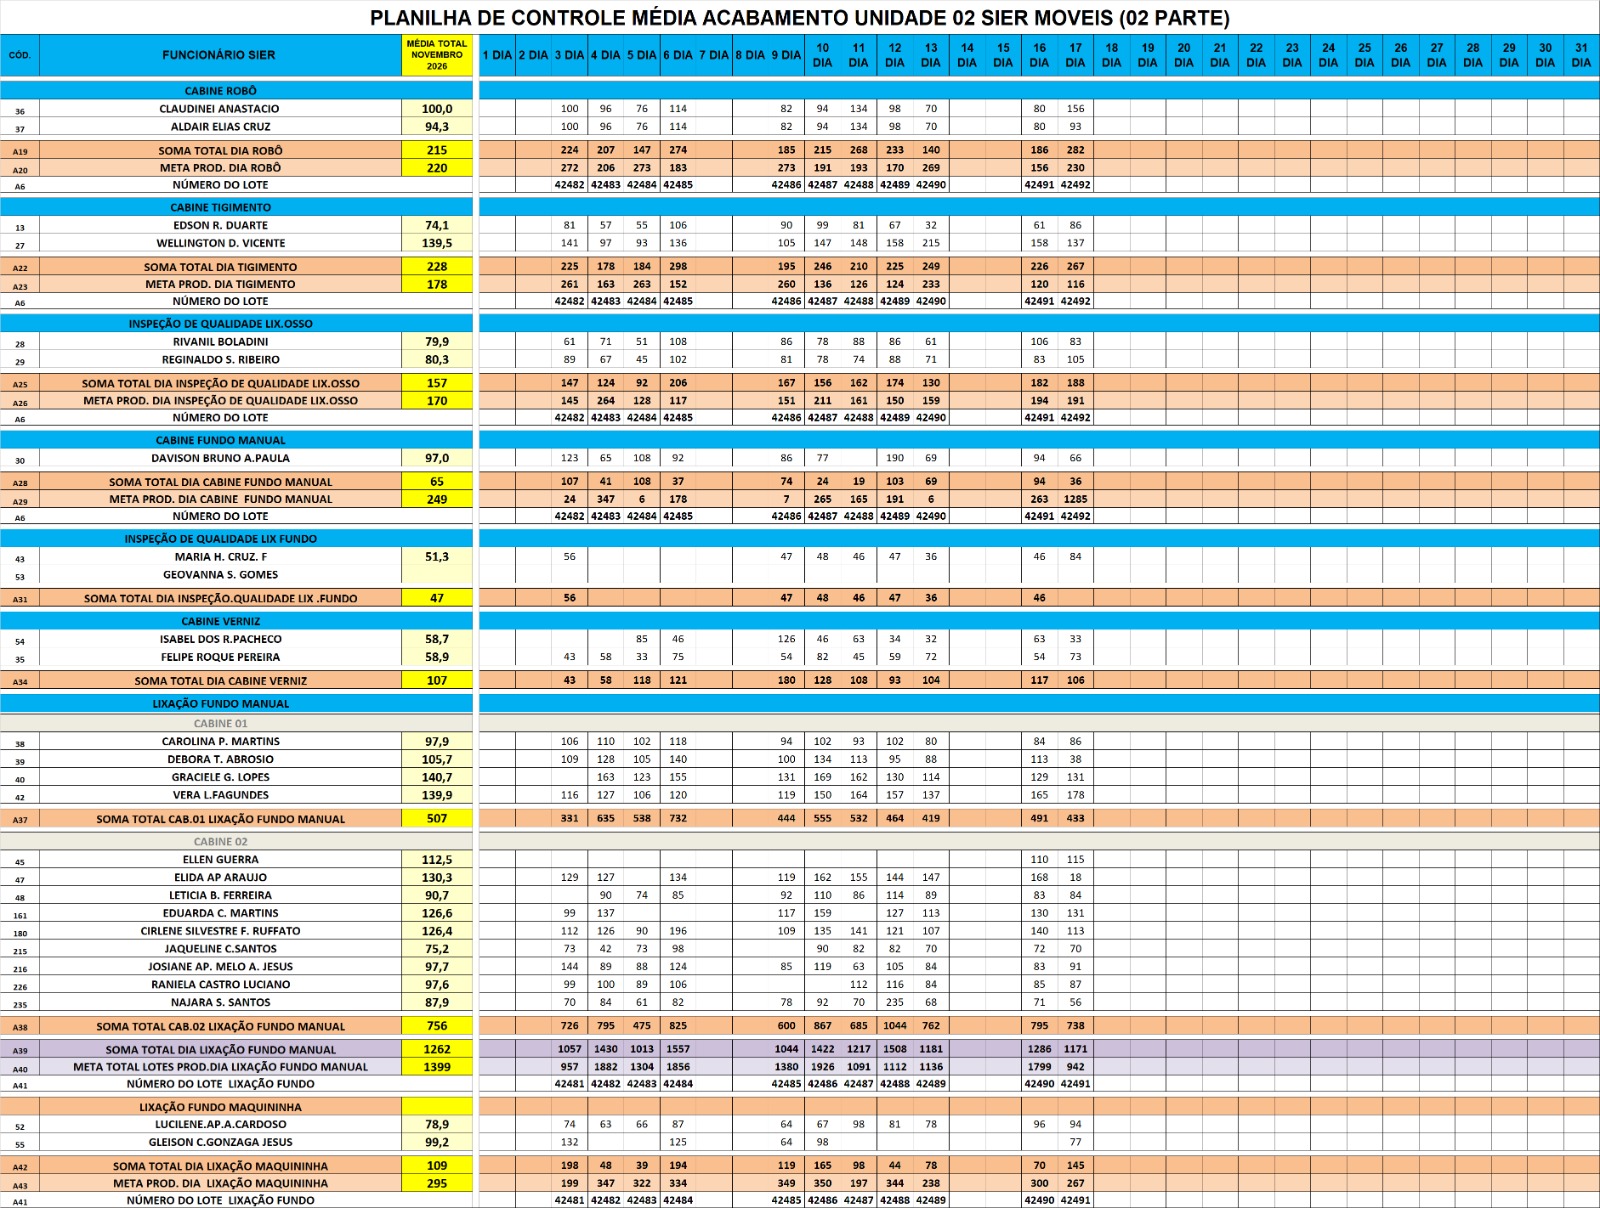 PLANILHA DE CONTROLE MÉDIA ACABAMENTO UNIDADE 02 SIER MOVEIS (02 PARTE)
CÓD. FUNCIONÁRIO SIER MÉDIA TOTAL NOVEMBRO 2026 1 DIA 2 DIA 3 DIA 4 DIA 5 DIA 6 DIA 7 DIA 8 DIA 9 DIA 10 DIA 11 DIA 12 DIA 13 DIA 14 DIA 15 DIA 16 DIA 17 DIA 18 DIA 19 DIA 20 DIA 21 DIA 22 DIA 23 DIA 24 DIA 25 DIA 26 DIA 27 DIA 28 DIA 29 DIA 30 DIA 31 DIA
CABINE ROBÔ
36 CLAUDINEI ANASTACIO 100,0 100 96 76 114 82 94 134 98 70 80 156
37 ALDAIR ELIAS CRUZ 94,3 100 96 76 114 82 94 134 98 70 80 93
A19 SOMA TOTAL DIA ROBÔ 215 224 207 147 274 185 215 268 233 140 186 282
A20 META PROD. DIA ROBÔ 220 272 206 273 183 273 191 193 170 269 156 230
A6 NÚMERO DO LOTE 42482 42483 42484 42485 42486 42487 42488 42489 42490 42491 42492
CABINE TIGIMENTO
13 EDSON R. DUARTE 74,1 81 57 55 106 90 99 81 67 32 61 86
27 WELLINGTON D. VICENTE 139,5 141 97 93 136 105 147 148 158 215 158 137
A22 SOMA TOTAL DIA TIGIMENTO 228 225 178 184 298 195 246 210 225 249 226 267
A23 META PROD. DIA TIGIMENTO 178 261 163 263 152 260 136 126 124 233 120 116
A6 NÚMERO DO LOTE 42482 42483 42484 42485 42486 42487 42488 42489 42490 42491 42492
INSPEÇÃO DE QUALIDADE LIX.OSSO
28 RIVANIL BOLADINI 79,9 61 71 51 108 86 78 88 86 61 106 83
29 REGINALDO S. RIBEIRO 80,3 89 67 45 102 81 78 74 88 71 83 105
A25 SOMA TOTAL DIA INSPEÇÃO DE QUALIDADE LIX.OSSO 157 147 124 92 206 167 156 162 174 130 182 188
A26 META PROD. DIA INSPEÇÃO DE QUALIDADE LIX.OSSO 170 145 264 128 117 151 211 161 150 159 194 191
A6 NÚMERO DO LOTE 42482 42483 42484 42485 42486 42487 42488 42489 42490 42491 42492
CABINE FUNDO MANUAL
30 DAVISON BRUNO A.PAULA 97,0 123 65 108 92 86 77 190 69 94 66
A28 SOMA TOTAL DIA CABINE FUNDO MANUAL 65 107 41 108 37 74 24 19 103 69 94 36
A29 META PROD. DIA CABINE FUNDO MANUAL 249 24 347 6 178 7 265 165 191 6 263 1285
A6 NÚMERO DO LOTE 42482 42483 42484 42485 42486 42487 42488 42489 42490 42491 42492
INSPEÇÃO DE QUALIDADE LIX FUNDO
43 MARIA H. CRUZ. F 51,3 56 47 48 46 47 36 46 84
53 GEOVANNA S. GOMES
A31 SOMA TOTAL DIA INSPEÇÃO.QUALIDADE LIX .FUNDO 47 56 47 48 46 47 36 46
CABINE VERNIZ
54 ISABEL DOS R.PACHECO 58,7 85 46 126 46 63 34 32 63 33
35 FELIPE ROQUE PEREIRA 58,9 43 58 33 75 54 82 45 59 72 54 73
A34 SOMA TOTAL DIA CABINE VERNIZ 107 43 58 118 121 180 128 108 93 104 117 106
LIXAÇÃO FUNDO MANUAL
CABINE 01
38 CAROLINA P. MARTINS 97,9 106 110 102 118 94 102 93 102 80 84 86
39 DEBORA T. ABROSIO 105,7 109 128 105 140 100 134 113 95 88 113 38
40 GRACIELE G. LOPES 140,7 163 123 155 131 169 162 130 114 129 131
42 VERA L.FAGUNDES 139,9 116 127 106 120 119 150 164 157 137 165 178
A37 SOMA TOTAL CAB.01 LIXAÇÃO FUNDO MANUAL 507 331 635 538 732 444 555 532 464 419 491 433
CABINE 02
45 ELLEN GUERRA 112,5 110 115
47 ELIDA AP ARAUJO 130,3 129 127 134 119 162 155 144 147 168 18
48 LETICIA B. FERREIRA 90,7 90 74 85 92 110 86 114 89 83 84
161 EDUARDA C. MARTINS 126,6 99 137 117 159 127 113 130 131
180 CIRLENE SILVESTRE F. RUFFATO 126,4 112 126 90 196 109 135 141 121 107 140 113
215 JAQUELINE C.SANTOS 75,2 73 42 73 98 90 82 82 70 72 70
216 JOSIANE AP. MELO A. JESUS 97,7 144 89 88 124 85 119 63 105 84 83 91
226 RANIELA CASTRO LUCIANO 97,6 99 100 89 106 112 116 84 85 87
235 NAJARA S. SANTOS 87,9 70 84 61 82 78 92 70 235 68 71 56
A38 SOMA TOTAL CAB.02 LIXAÇÃO FUNDO MANUAL 756 726 795 475 825 600 867 685 1044 762 795 738
A39 SOMA TOTAL DIA LIXAÇÃO FUNDO MANUAL 1262 1057 1430 1013 1557 1044 1422 1217 1508 1181 1286 1171
A40 META TOTAL LOTES PROD.DIA LIXAÇÃO FUNDO MANUAL 1399 957 1882 1304 1856 1380 1926 1091 1112 1136 1799 942
A41 NÚMERO DO LOTE LIXAÇÃO FUNDO 42481 42482 42483 42484 42485 42486 42487 42488 42489 42490 42491
LIXAÇÃO FUNDO MAQUININHA
52 LUCILENE.AP.A.CARDOSO 78,9 74 63 66 87 64 67 98 81 78 96 94
55 GLEISON C.GONZAGA JESUS 99,2 132 125 64 98 77
A42 SOMA TOTAL DIA LIXAÇÃO MAQUININHA 109 198 48 39 194 119 165 98 44 78 70 145
A43 META PROD. DIA LIXAÇÃO MAQUININHA 295 199 347 322 334 349 350 197 344 238 300 267
A41 NÚMERO DO LOTE LIXAÇÃO FUNDO 42481 42482 42483 42484 42485 42486 42487 42488 42489 42490 42491